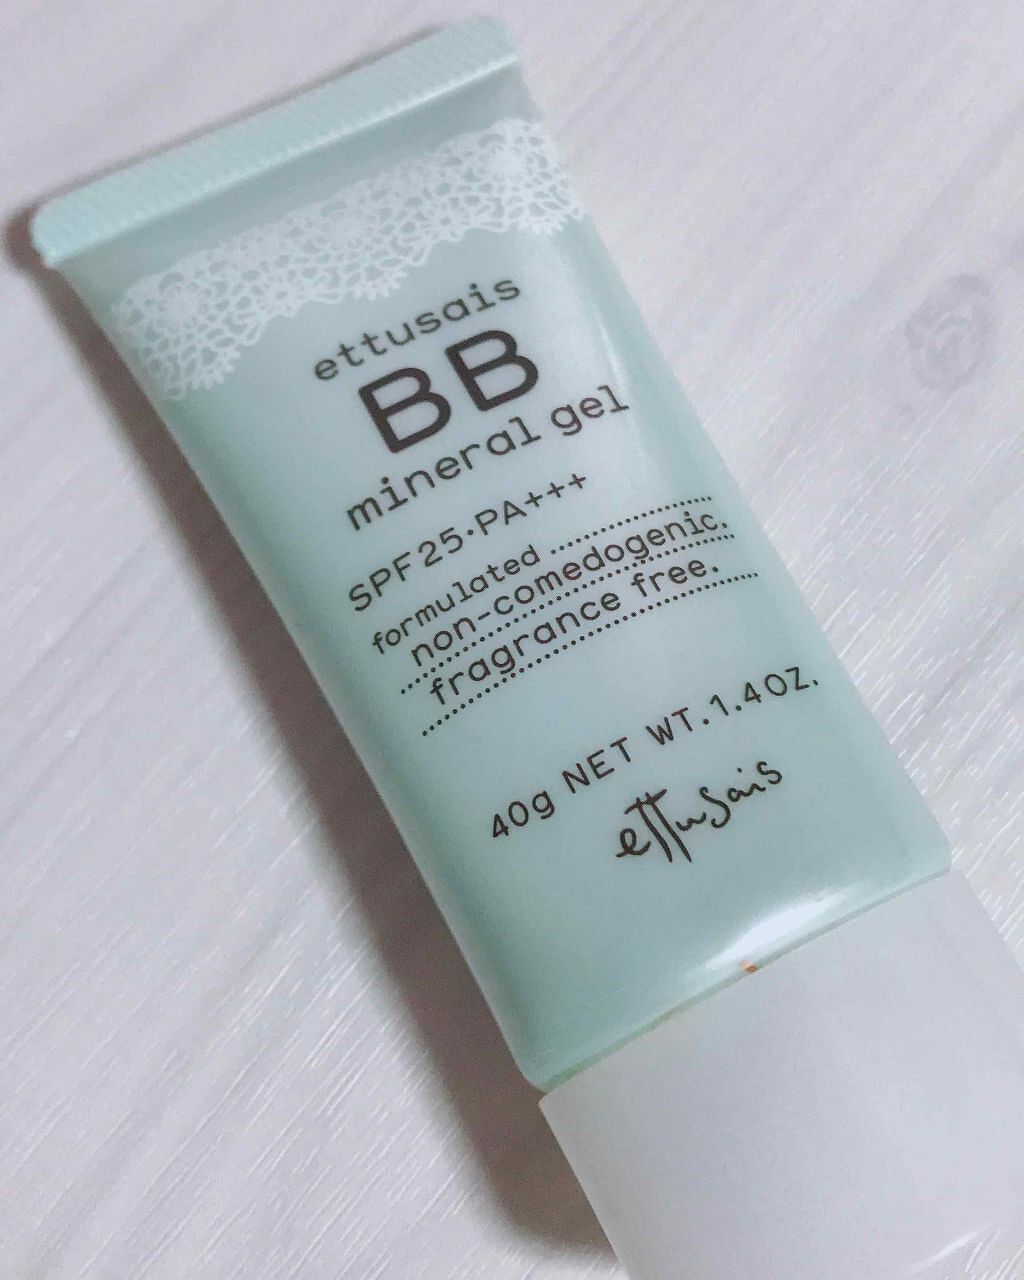 ettusais
BB
mineral gel
SPF25·PA+++
formulated
non-comedogenic.
fragrance free.
40g NET WT.1.4OZ.
ettusais